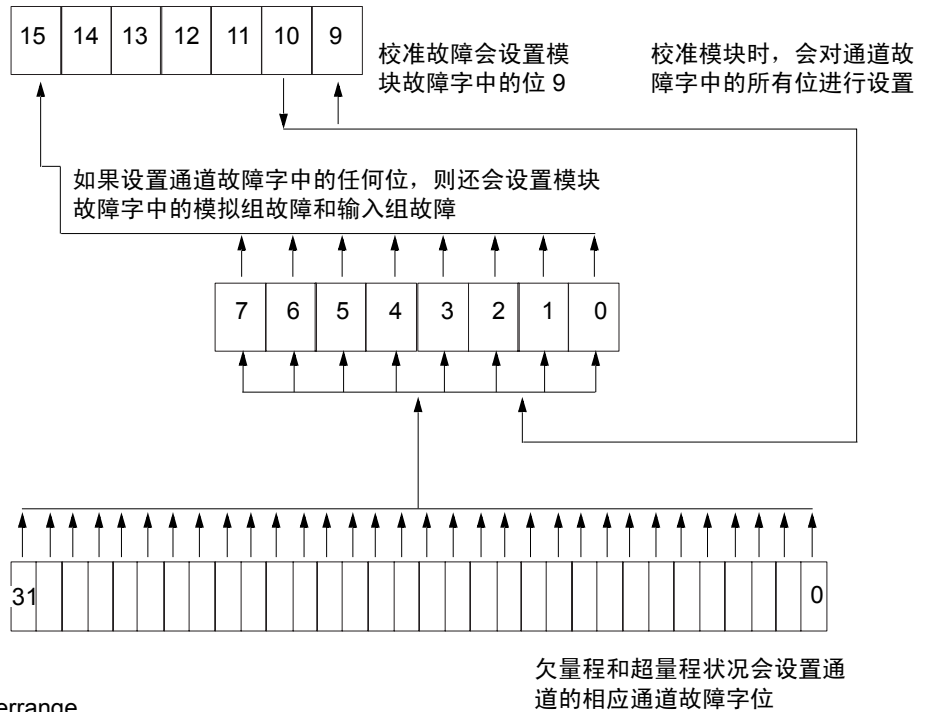 15 14 13 12 11 10 9
校准故障会设置模
块故障字中的位 9
校准模块时，会对通道故
障字中的所有位进行设置
如果设置通道故障字中的任何位，则还会设置模块
故障字中的模拟组故障和输入组故障
7 6 5 4 3 2 1 0
31 0
欠量程和超量程状况会设置通
道的相应通道故障字位
errange